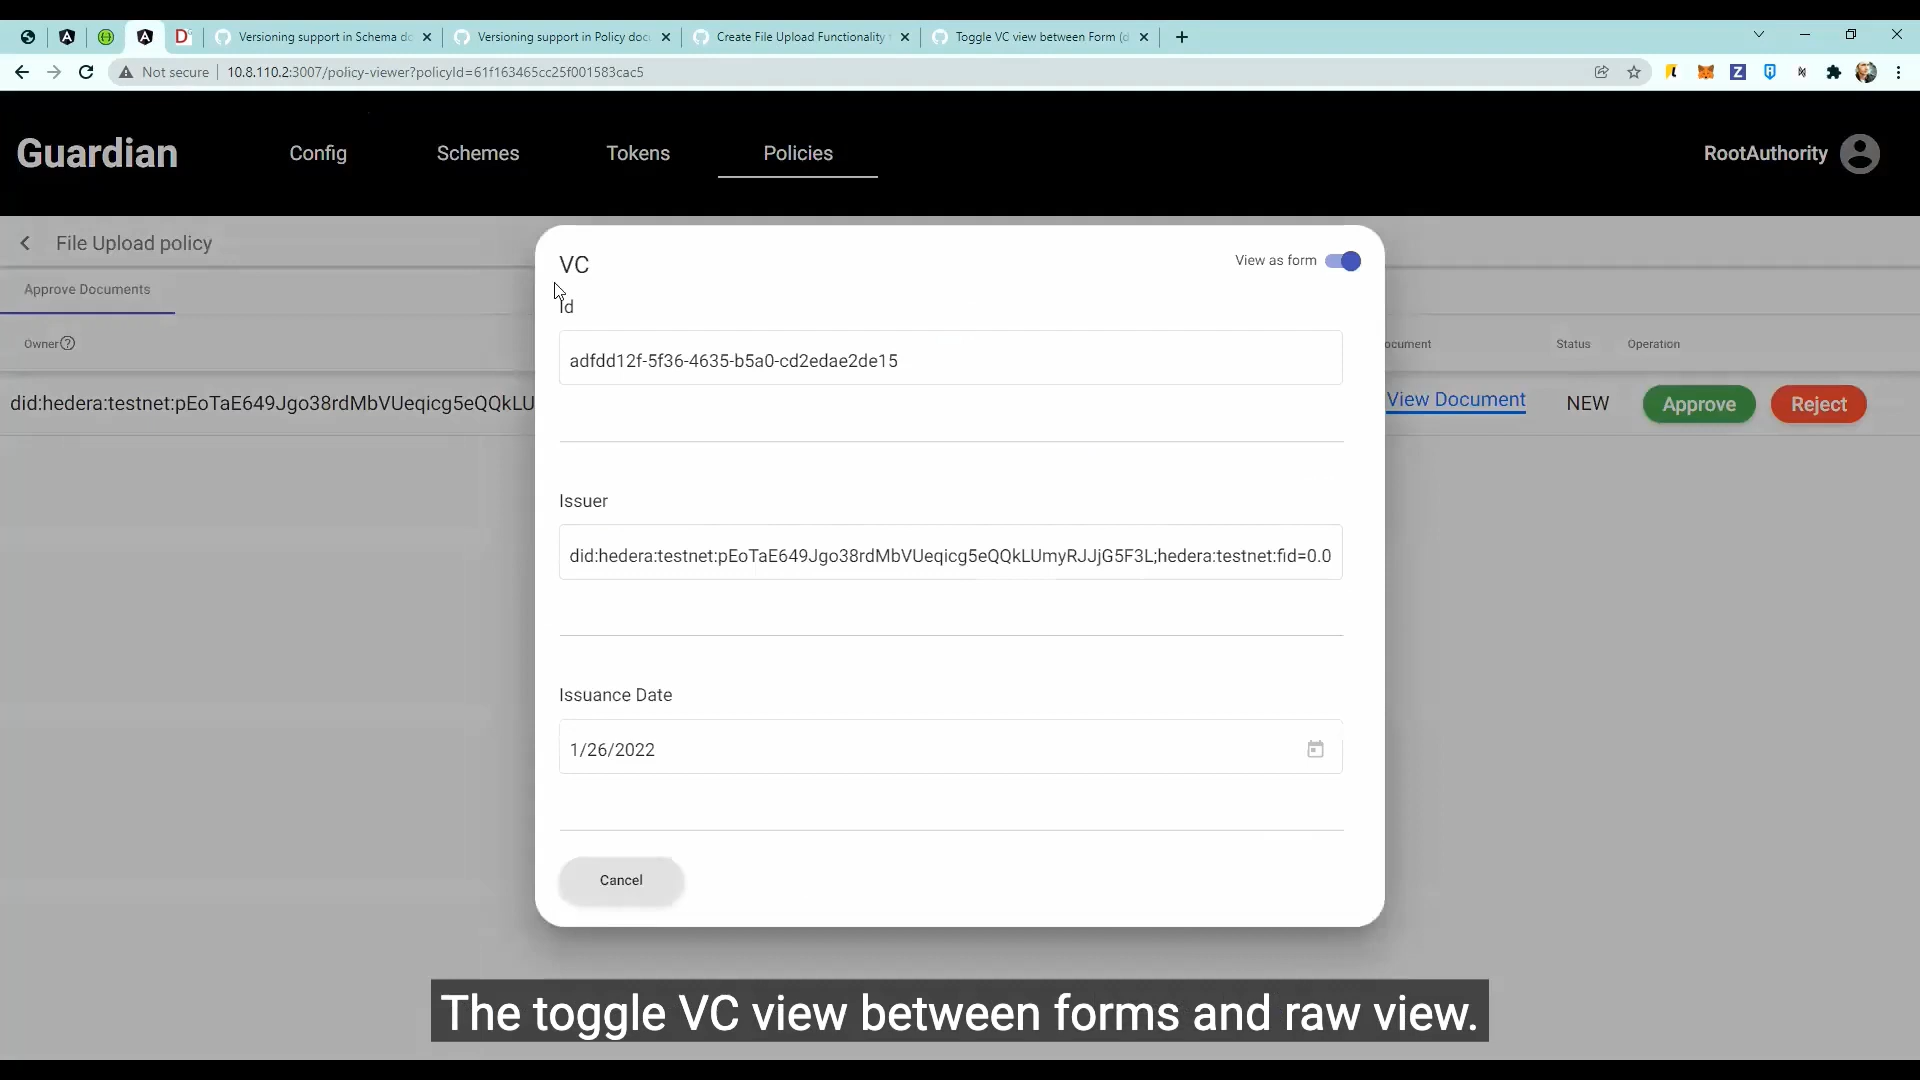 Versioning support in Schema do
Versioning support in Policy docu
Create File Upload Functionality
Toggle VC view between Form (d
Not secure
10.8.110.2:3007/policy-viewer?policyId=61f163465cc25f001583cac5
Guardian
Config
Schemes
Tokens
Policies
RootAuthority
File Upload policy
Approve Documents
Owner
ocument
Status
Operation
did:hedera:testnet:pEoTaE649Jgo38rdMbVUeqicg5eQQkLU
View Document
NEW
Approve
Reject
VC
View as form
Id
adfdd12f-5f36-4635-b5a0-cd2edae2de15
Issuer
did:hedera:testnet:pEoTaE649Jgo38rdMbVUeqicg5eQQkLUmyRJJjG5F3L;hedera:testnet:fid=0.0
Issuance Date
1/26/2022
Cancel
The toggle VC view between forms and raw view.